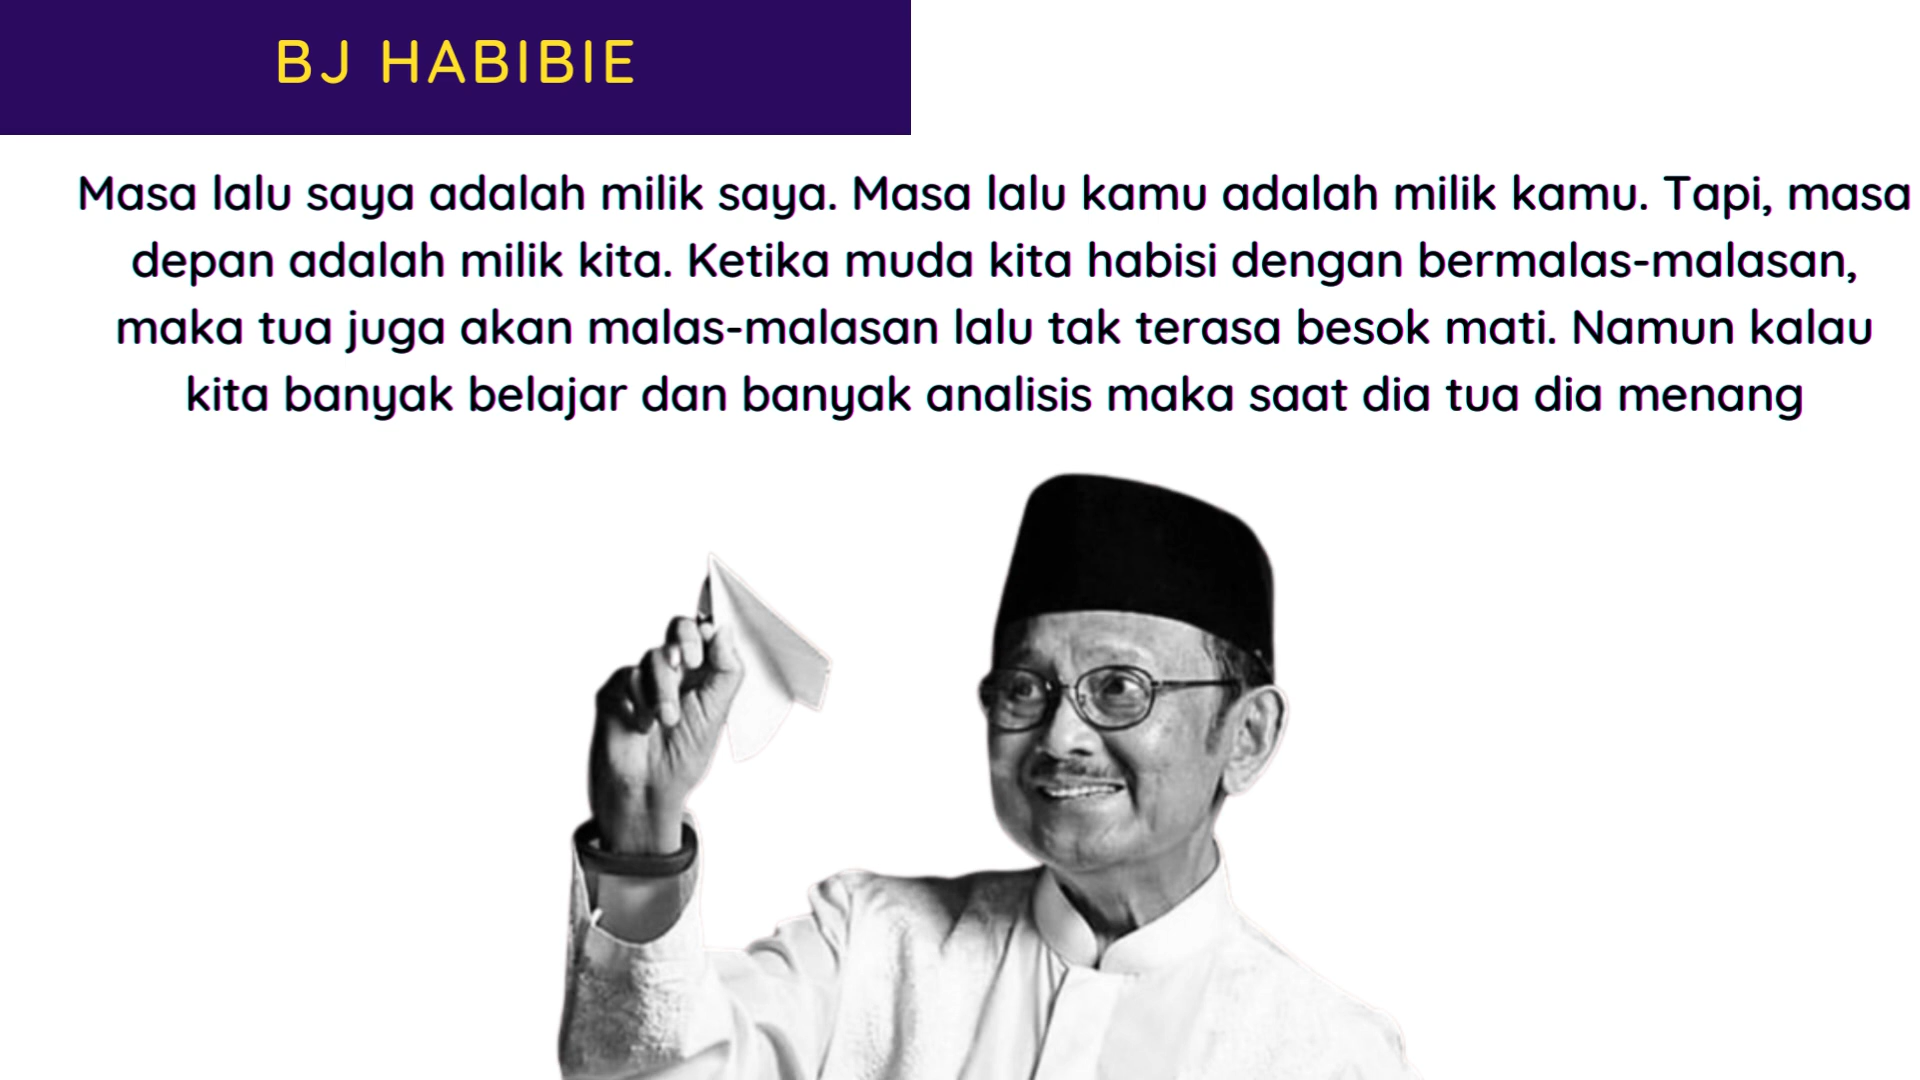 BJ HABIBIE
Masa lalu saya adalah milik saya. Masa lalu kamu adalah milik kamu. Tapi, masa
depan adalah milik kita. Ketika muda kita habisi dengan bermalas-malasan,
maka tua juga akan malas-malasan lalu tak terasa besok mati. Namun kalau
kita banyak belajar dan banyak analisis maka saat dia tua dia menang